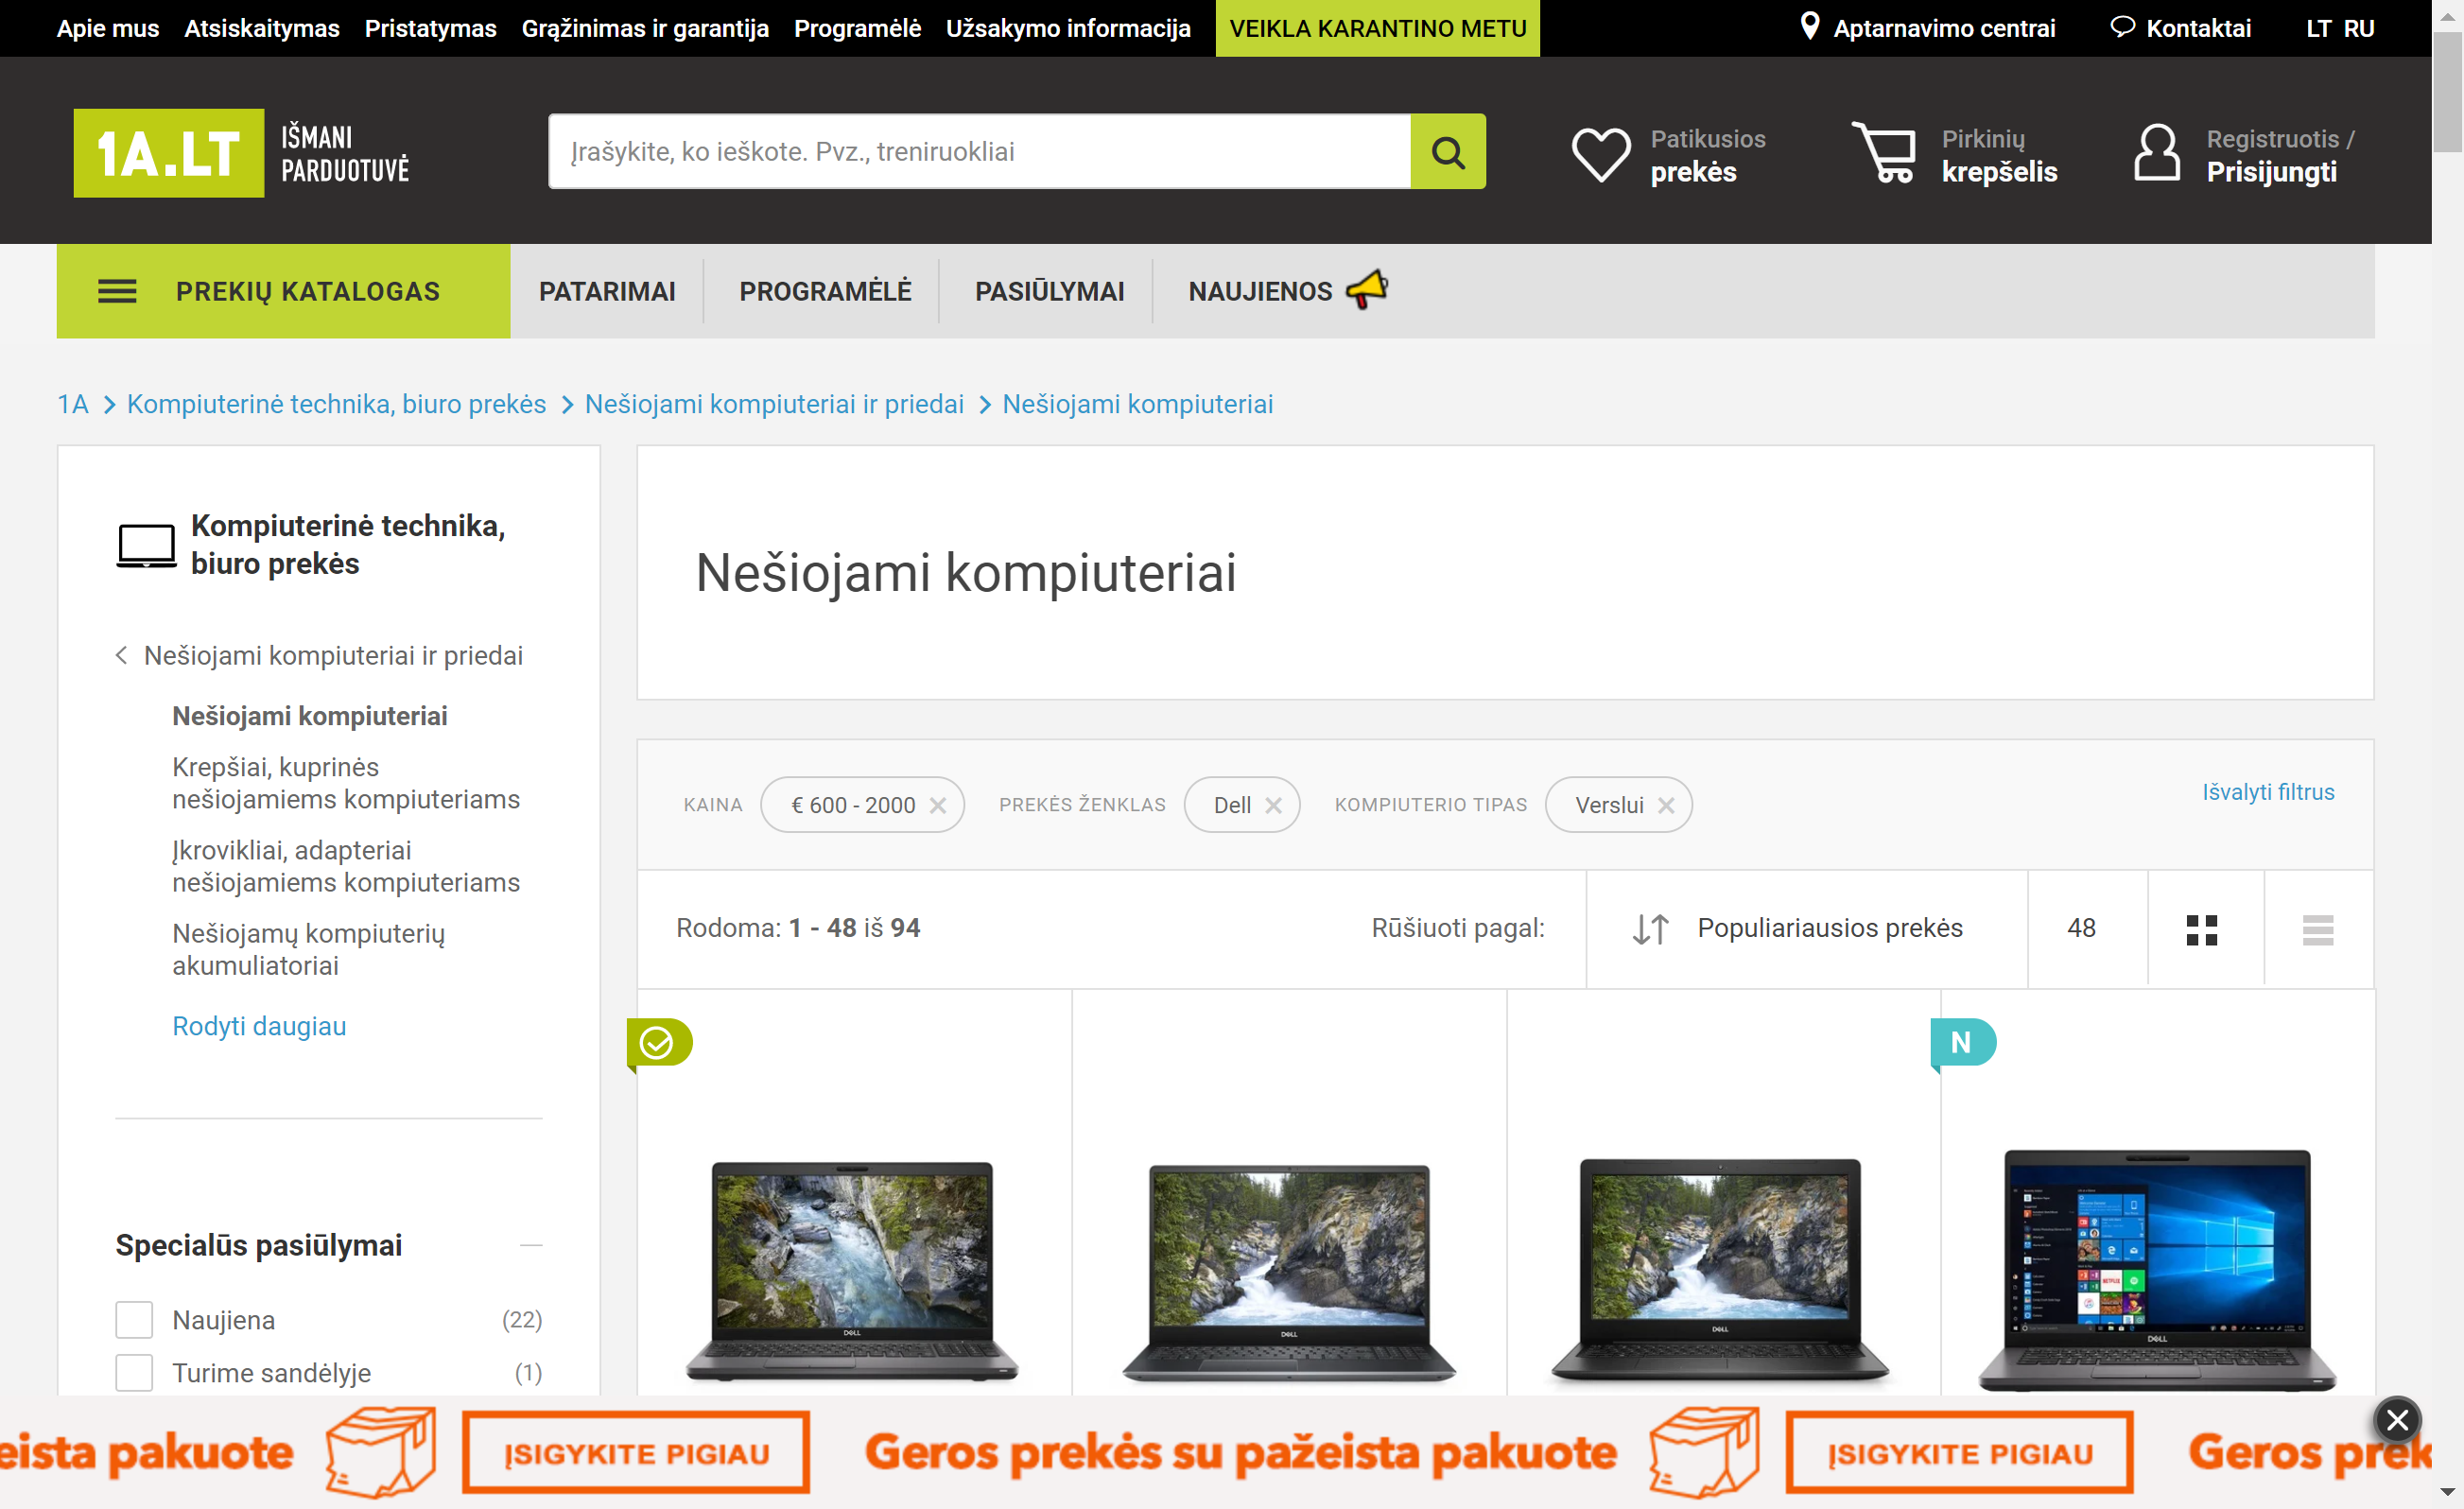 Apie mus Atsiskaitymas Pristatymas Grąžinimas ir garantija Programėlė Užsakymo informacija VEIKLA KARANTINO METU Aptarnavimo centrai Kontaktai LT RU
1A.LT IŠMANI PARDUOTUVĖ
Įrašykite, ko ieškote. Pvz., treniruokliai
Patikusios prekės
Pirkinių krepšelis
Registruotis / Prisijungti
PREKIŲ KATALOGAS PATARIMAI PROGRAMĖLĖ PASIŪLYMAI NAUJIENOS
1A Kompiuterinė technika, biuro prekės Nešiojami kompiuteriai ir priedai Nešiojami kompiuteriai
Kompiuterinė technika,
biuro prekės
Nešiojami kompiuteriai ir priedai
Nešiojami kompiuteriai
Krepšiai, kuprinės
nešiojamiems kompiuteriams
Įkrovikliai, adapteriai
nešiojamiems kompiuteriams
Nešiojamų kompiuterių
akumuliatoriai
Rodyti daugiau
Specialūs pasiūlymai
Naujiena (22)
Turime sandėlyje (1)
Nešiojami kompiuteriai
KAINA € 600 - 2000 PREKĖS ŽENKLAS Dell KOMPIUTERIO TIPAS Verslui Išvalyti filtrus
Rodoma: 1 - 48 iš 94 Rūšiuoti pagal: Populiariausios prekės 48
N
DELL DELL DELL DELL
eista pakuote ĮSIGYKITE PIGIAU Geros prekės su pažeista pakuote ĮSIGYKITE PIGIAU Geros prek